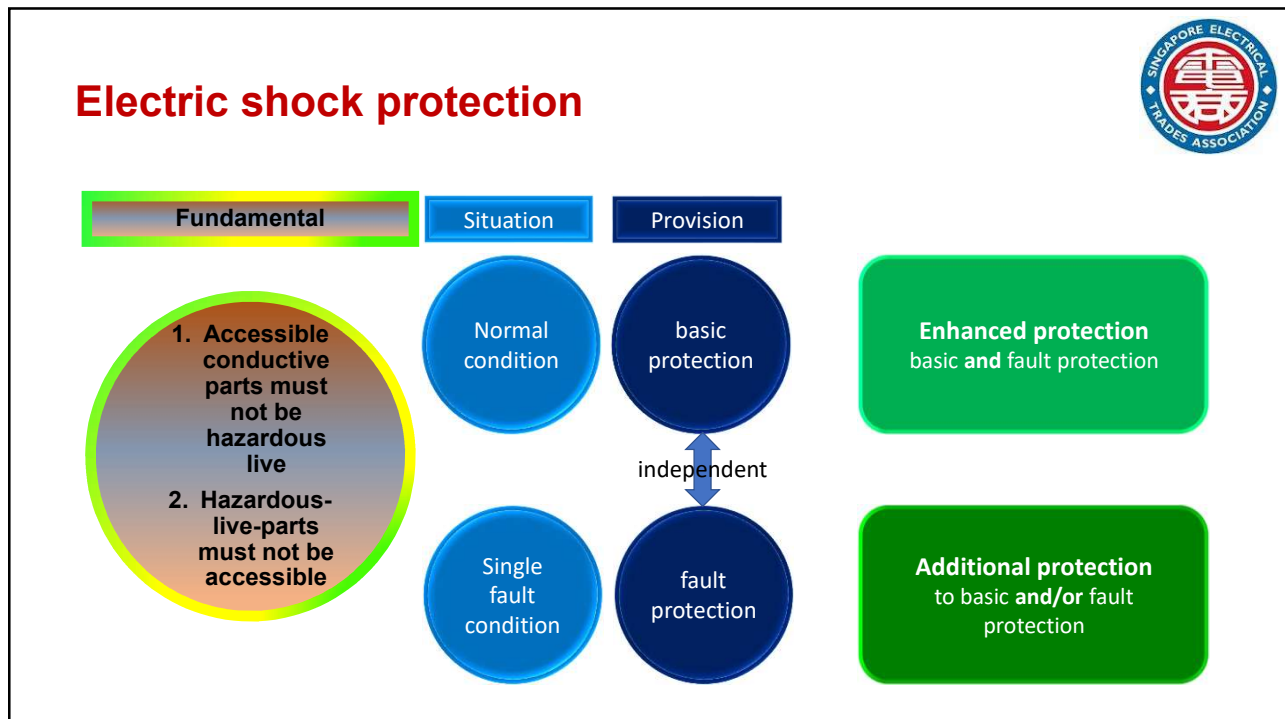 Electric shock protection
SINGAPORE ELECTRICAL
TRADES ASSOCIATION
Fundamental
Situation
Provision
1. Accessible
conductive
parts must
not be
hazardous
live
2. Hazardous-
live-parts
must not be
accessible
Normal
condition
basic
protection
independent
Single
fault
condition
fault
protection
Enhanced protection
basic and fault protection
Additional protection
to basic and/or fault
protection